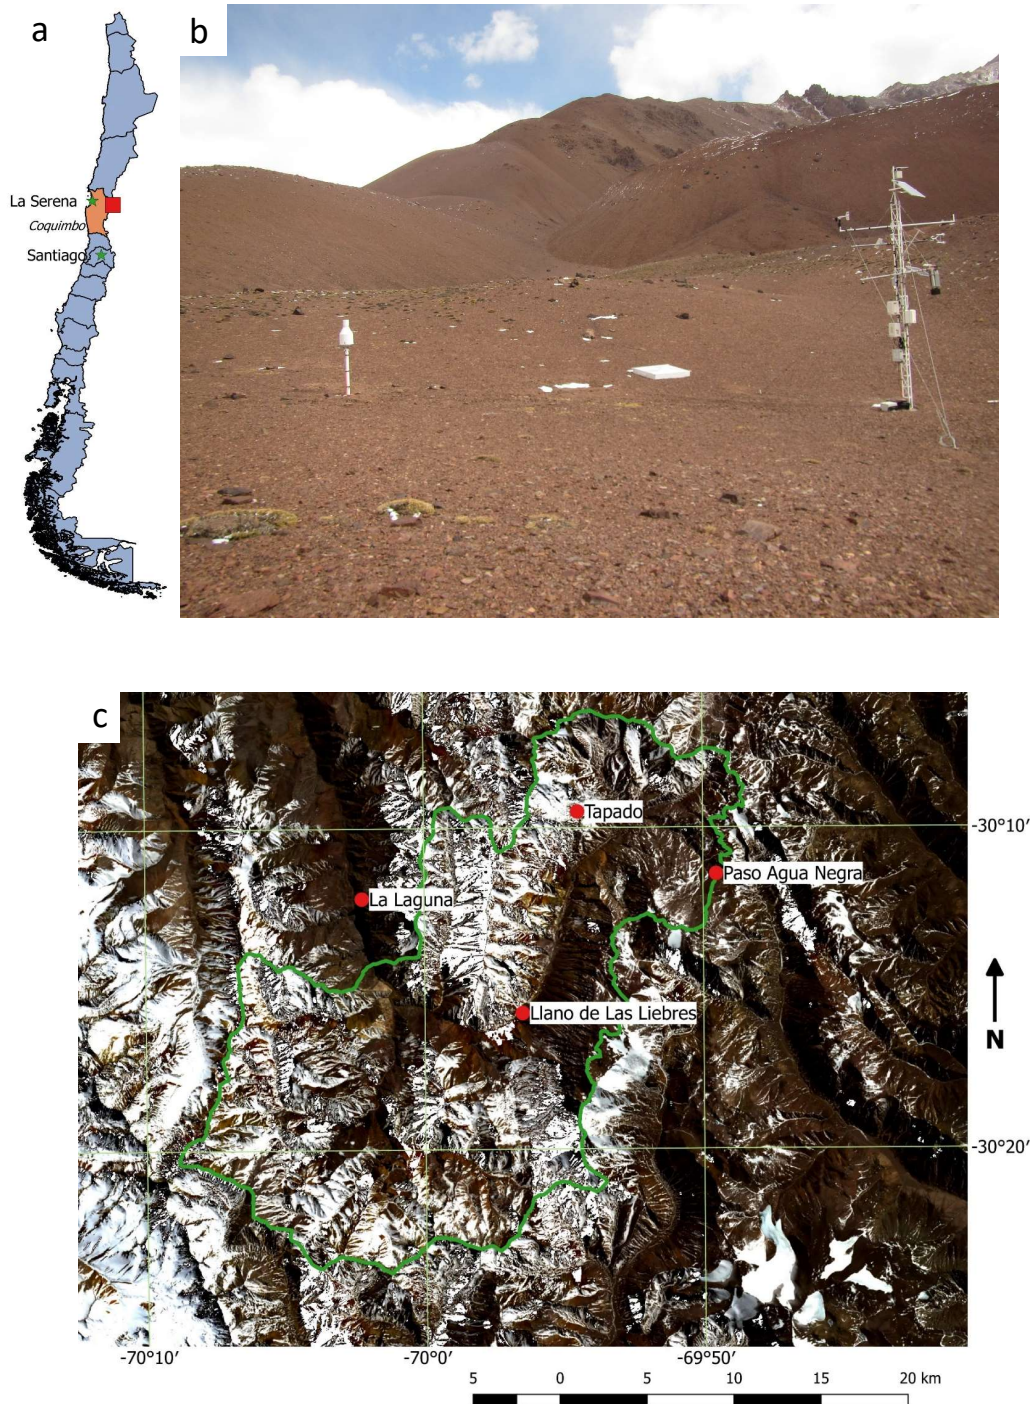 a
b
La Serena
Coquimbo
Santiago
c
Tapado
-30°10'
Paso Agua Negra
La Laguna
Llano de Las Liebres
N
-30°20'
-70°10'
-70°0'
-69°50'
5 0 5 10 15 20 km